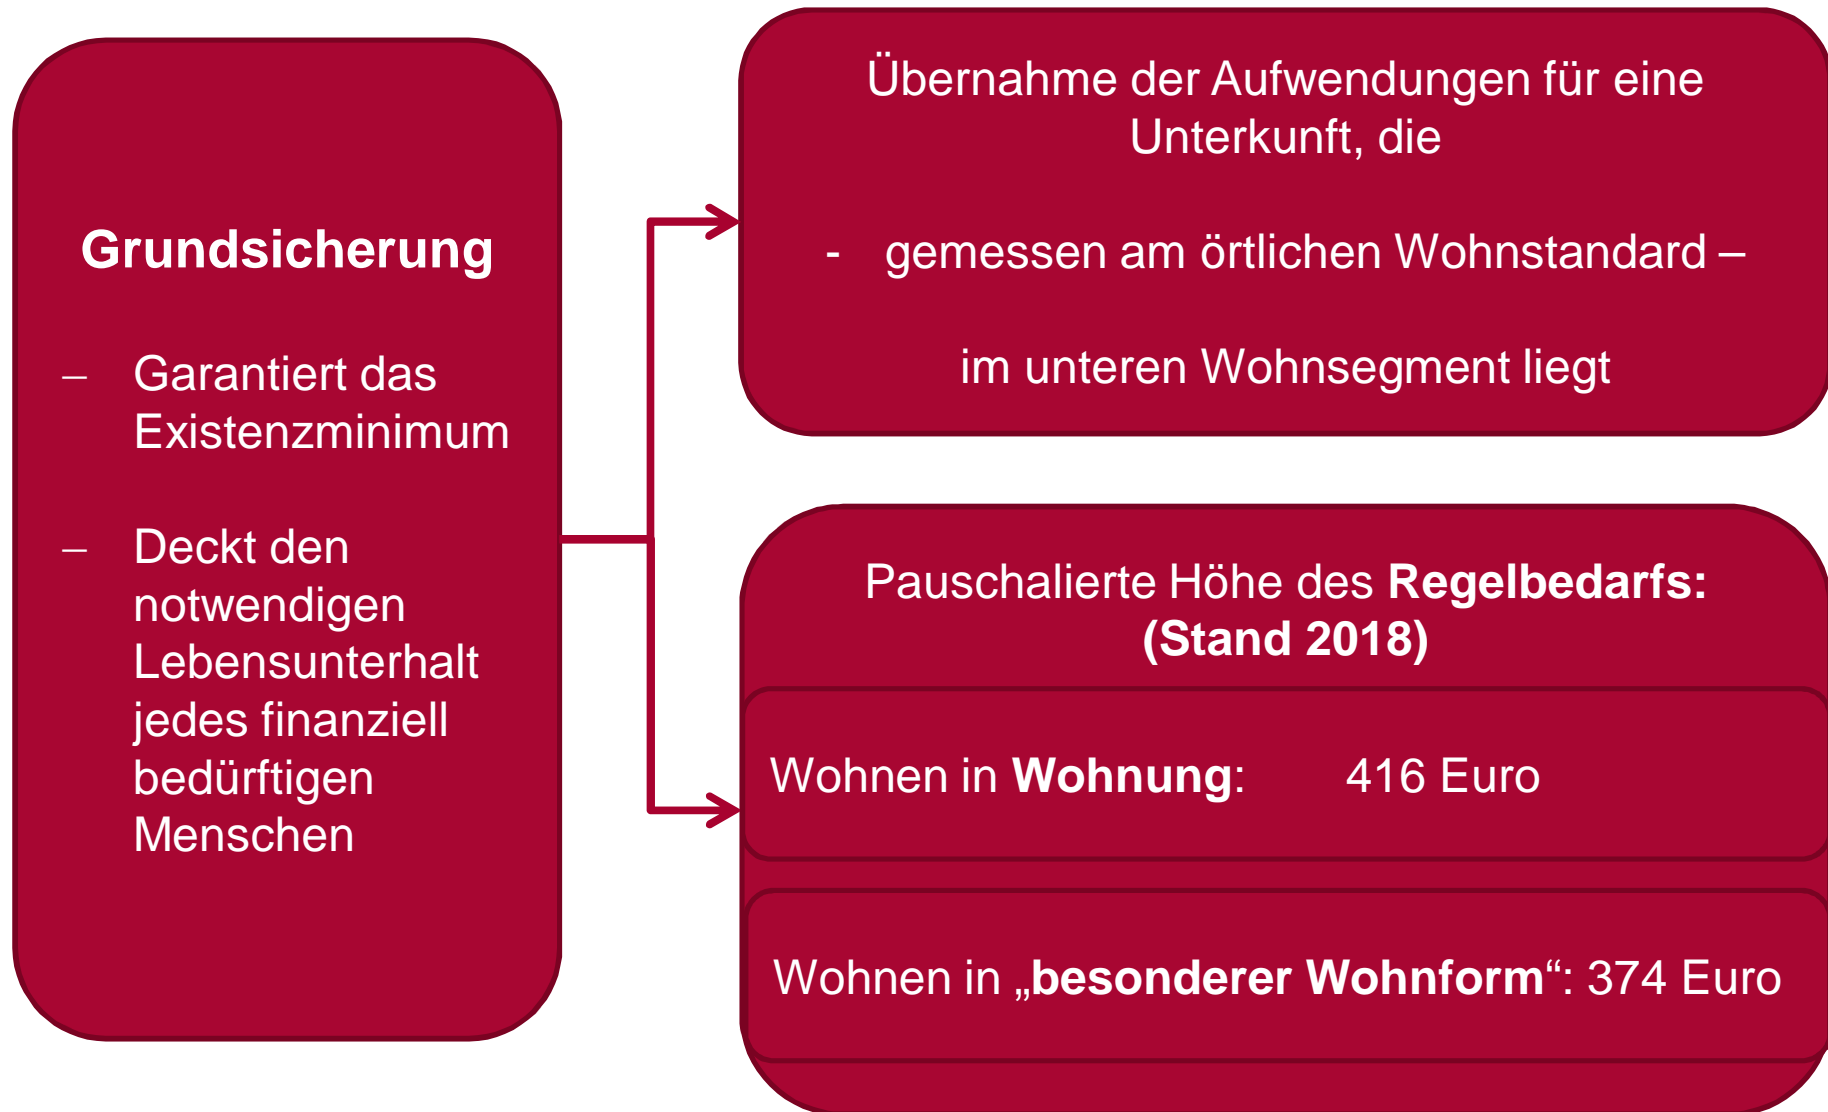 Grundsicherung
– Garantiert das
Existenzminimum
– Deckt den
notwendigen
Lebensunterhalt
jedes finanziell
bedürftigen
Menschen
Übernahme der Aufwendungen für eine
Unterkunft, die
- gemessen am örtlichen Wohnstandard –
im unteren Wohnsegment liegt
Pauschalierte Höhe des Regelbedarfs:
(Stand 2018)
Wohnen in Wohnung: 416 Euro
Wohnen in „besonderer Wohnform“: 374 Euro